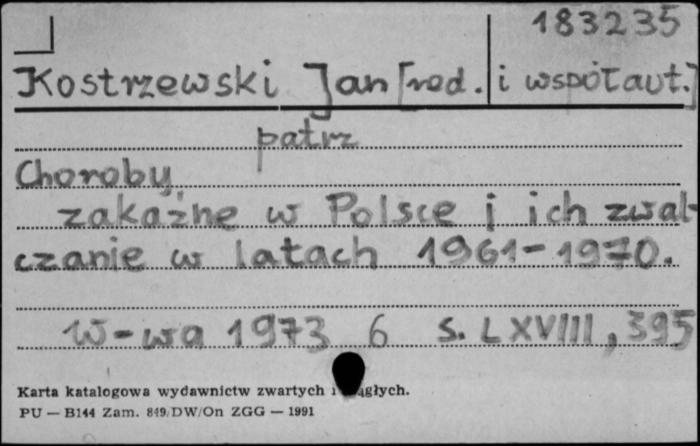 183235
Kostrzewski Jan [red. i współaut.]
patrz
Choroby
zakaźne w Polsce i ich zwal-
czanie w latach 1961-1970.
W-wa 1973 6 s. LXVIII, 395
Karta katalogowa wydawnictw zwartych i
PU — B144 Zam. 849/DW/On ZGG — 1991